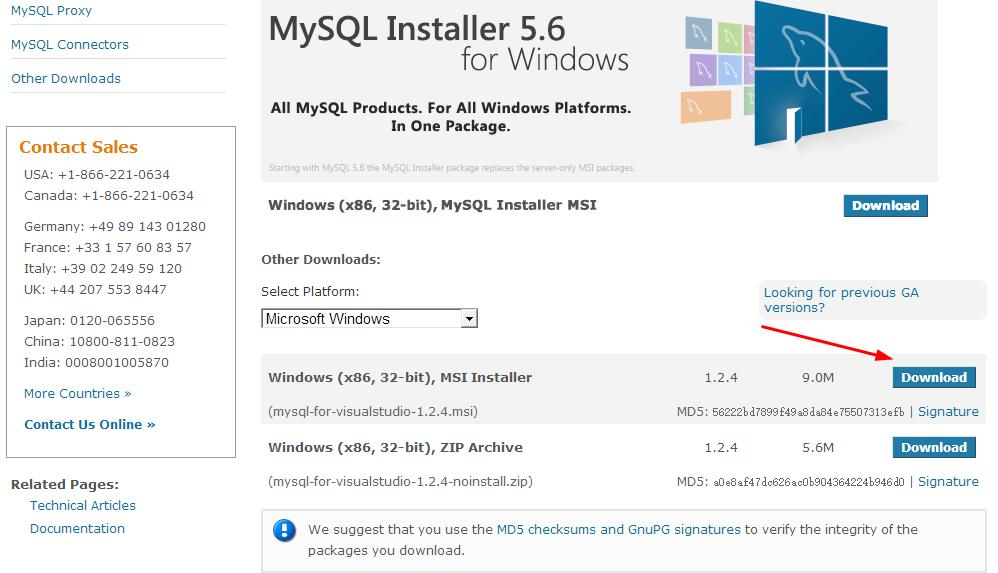 MySQL Proxy
MySQL Connectors
Other Downloads
Contact Sales
USA: +1-866-221-0634
Canada: +1-866-221-0634
Germany: +49 89 143 01280
France: +33 1 57 60 83 57
Italy: +39 02 249 59 120
UK: +44 207 553 8447
Japan: 0120-065556
China: 10800-811-0823
India: 0008001005870
More Countries »
Contact Us Online »
Related Pages:
Technical Articles
Documentation
MySQL Installer 5.6
for Windows
All MySQL Products. For All Windows Platforms.
In One Package.
Starting with MySQL 5.6 the MySQL Installer package replaces the server-only MSI packages.
Windows (x86, 32-bit), MySQL Installer MSI Download
Other Downloads:
Select Platform:
Microsoft Windows
Looking for previous GA
versions?
Windows (x86, 32-bit), MSI Installer 1.2.4 9.0M Download
(mysql-for-visualstudio-1.2.4.msi) MD5: 56222bd7899f49a8da84e75507313efb | Signature
Windows (x86, 32-bit), ZIP Archive 1.2.4 5.6M Download
(mysql-for-visualstudio-1.2.4-noinstall.zip) MD5: a0e8af47dc626ac0b904364224b946d0 | Signature
We suggest that you use the MD5 checksums and GnuPG signatures to verify the integrity of the
packages you download.